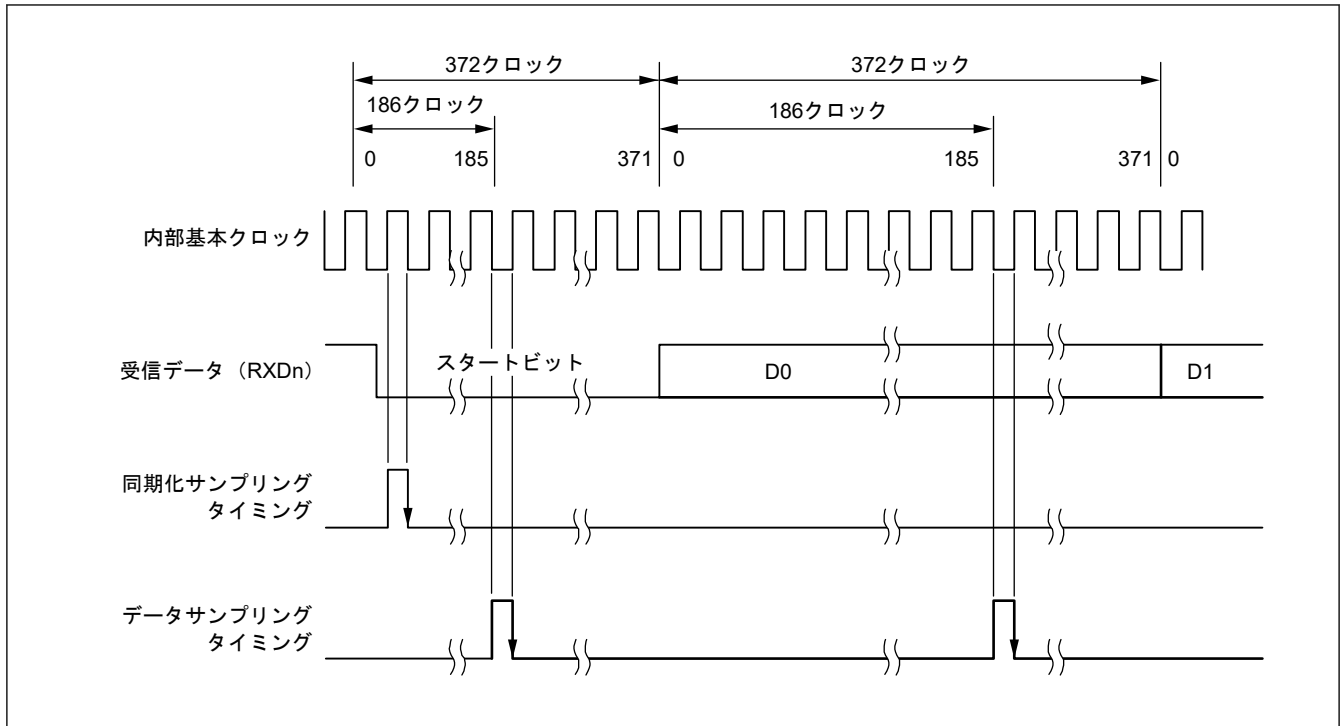 372クロック
372クロック
186クロック
186クロック
0
185
371
0
185
371
0
内部基本クロック
受信データ（RXDn）
スタートビット
D0
D1
同期化サンプリング
タイミング
データサンプリング
タイミング